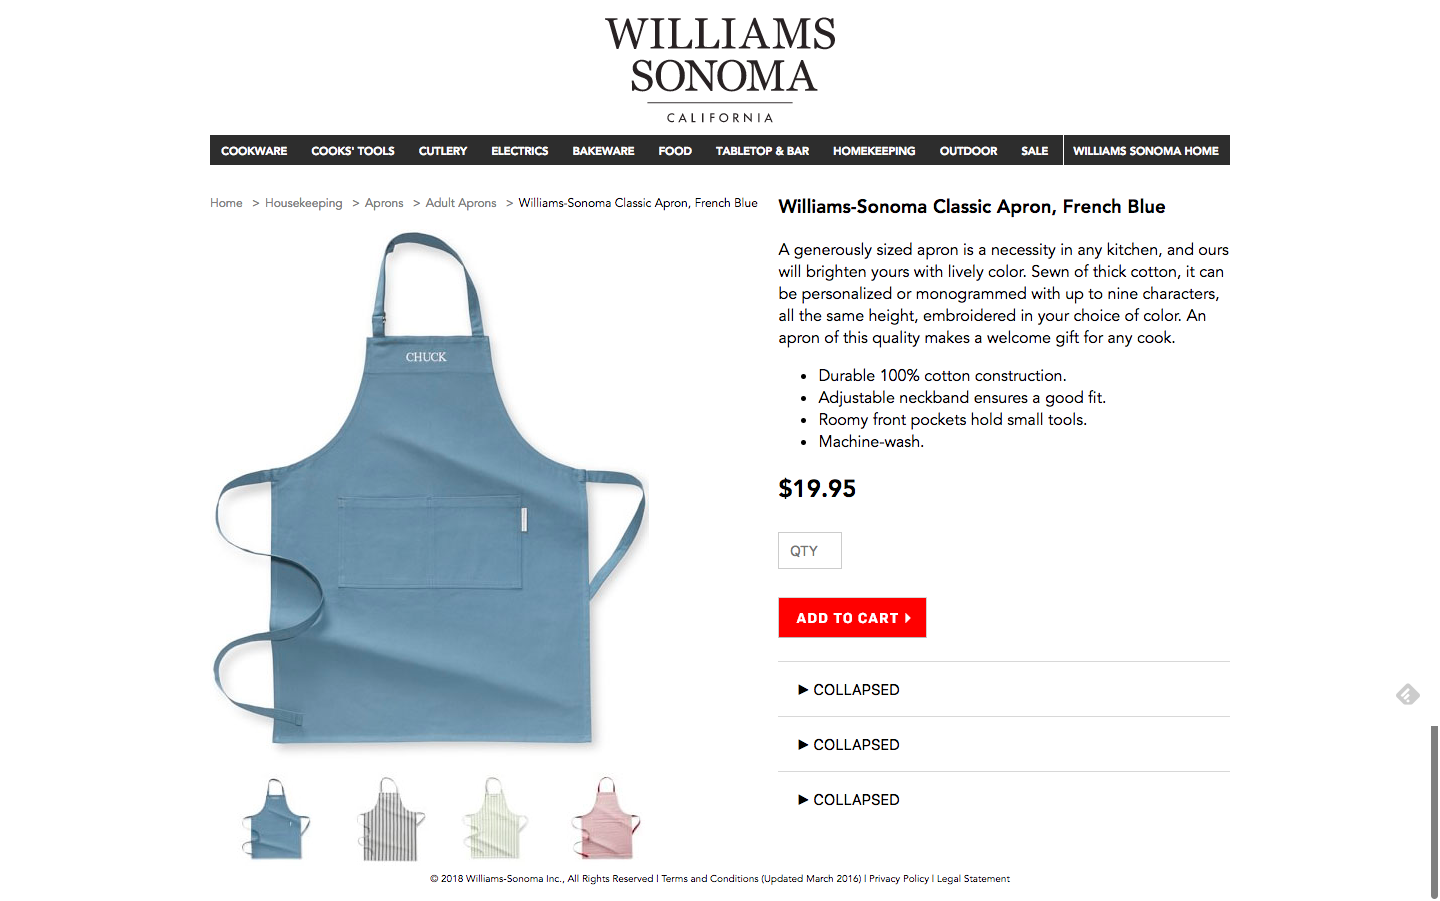 WILLIAMS
SONOMA
CALIFORNIA
COOKWARE COOKS' TOOLS CUTLERY ELECTRICS BAKEWARE FOOD TABLETOP & BAR HOMEKEEPING OUTDOOR SALE WILLIAMS SONOMA HOME
Home > Housekeeping > Aprons > Adult Aprons > Williams-Sonoma Classic Apron, French Blue
CHUCK
Williams-Sonoma Classic Apron, French Blue
A generously sized apron is a necessity in any kitchen, and ours
will brighten yours with lively color. Sewn of thick cotton, it can
be personalized or monogrammed with up to nine characters,
all the same height, embroidered in your choice of color. An
apron of this quality makes a welcome gift for any cook.
• Durable 100% cotton construction.
• Adjustable neckband ensures a good fit.
• Roomy front pockets hold small tools.
• Machine-wash.
$19.95
QTY
ADD TO CART
COLLAPSED
COLLAPSED
COLLAPSED
© 2018 Williams-Sonoma Inc., All Rights Reserved | Terms and Conditions (Updated March 2016) | Privacy Policy | Legal Statement